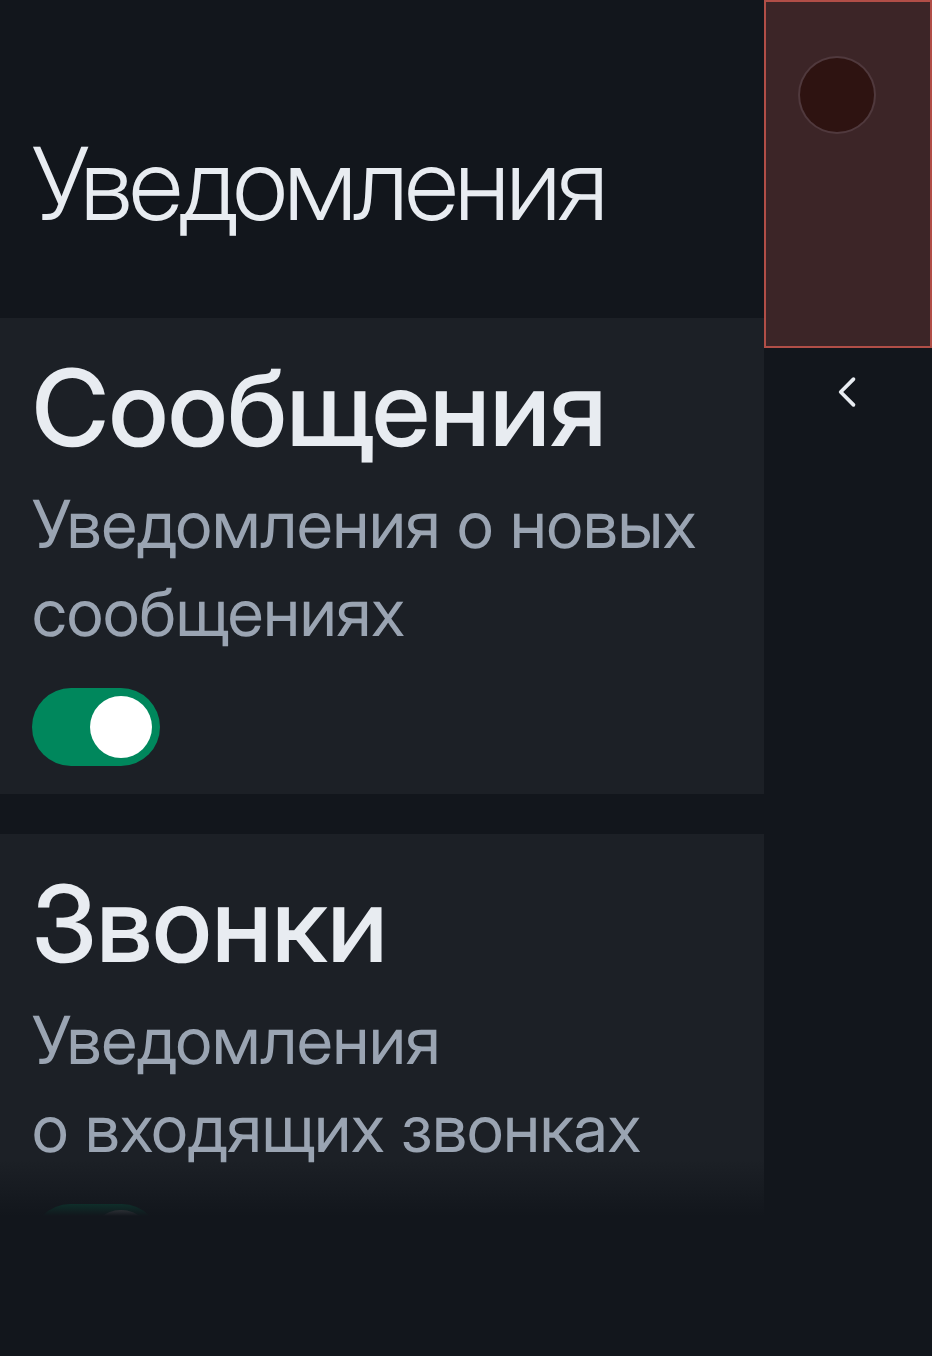 Уведомления
Сообщения
Уведомления о новых
сообщениях
Звонки
Уведомления
о входящих звонках